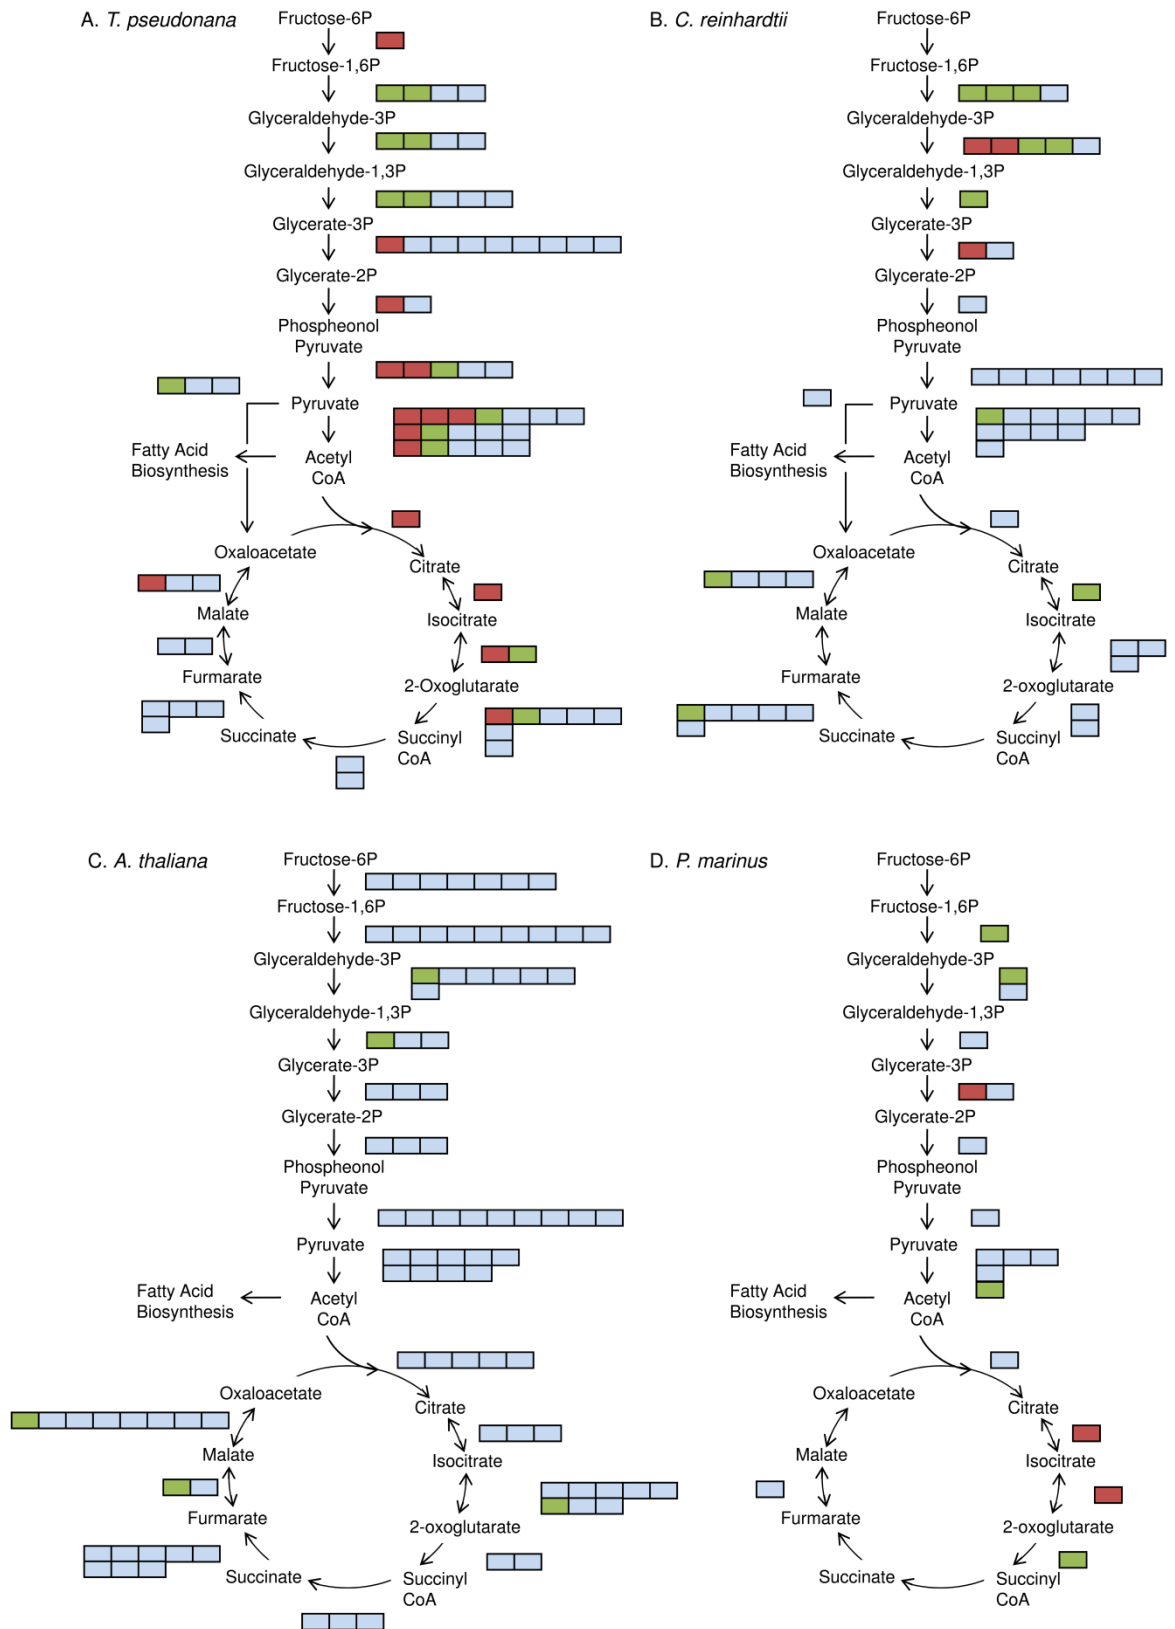 A. T. pseudonana
Fructose-6P
Fructose-1,6P
Glyceraldehyde-3P
Glyceraldehyde-1,3P
Glycerate-3P
Glycerate-2P
Phospheonol
Pyruvate
Pyruvate
Fatty Acid
Biosynthesis
Acetyl
CoA
Oxaloacetate
Citrate
Malate
Isocitrate
Furmarate
2-Oxoglutarate
Succinate
Succinyl
CoA
B. C. reinhardtii
Fructose-6P
Fructose-1,6P
Glyceraldehyde-3P
Glyceraldehyde-1,3P
Glycerate-3P
Glycerate-2P
Phospheonol
Pyruvate
Pyruvate
Fatty Acid
Biosynthesis
Acetyl
CoA
Oxaloacetate
Citrate
Malate
Isocitrate
Furmarate
2-oxoglutarate
Succinate
Succinyl
CoA
C. A. thaliana
Fructose-6P
Fructose-1,6P
Glyceraldehyde-3P
Glyceraldehyde-1,3P
Glycerate-3P
Glycerate-2P
Phospheonol
Pyruvate
Pyruvate
Fatty Acid
Biosynthesis
Acetyl
CoA
Oxaloacetate
Citrate
Malate
Isocitrate
Furmarate
2-oxoglutarate
Succinate
Succinyl
CoA
D. P. marinus
Fructose-6P
Fructose-1,6P
Glyceraldehyde-3P
Glyceraldehyde-1,3P
Glycerate-3P
Glycerate-2P
Phospheonol
Pyruvate
Pyruvate
Fatty Acid
Biosynthesis
Acetyl
CoA
Oxaloacetate
Citrate
Malate
Isocitrate
Furmarate
2-oxoglutarate
Succinate
Succinyl
CoA